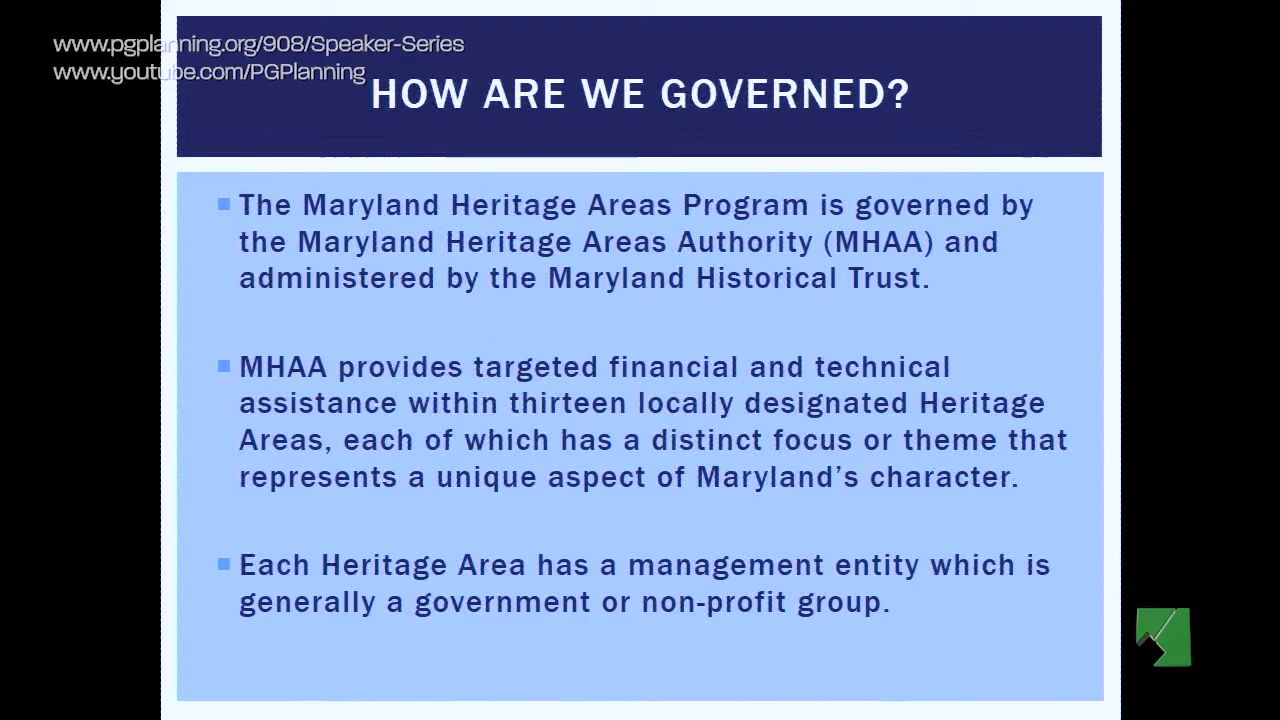 www.pgplanning.org/908/Speaker-Series
www.youtube.com/PGPlanning
HOW ARE WE GOVERNED?
The Maryland Heritage Areas Program is governed by
the Maryland Heritage Areas Authority (MHAA) and
administered by the Maryland Historical Trust.
MHAA provides targeted financial and technical
assistance within thirteen locally designated Heritage
Areas, each of which has a distinct focus or theme that
represents a unique aspect of Maryland's character.
Each Heritage Area has a management entity which is
generally a government or non-profit group.